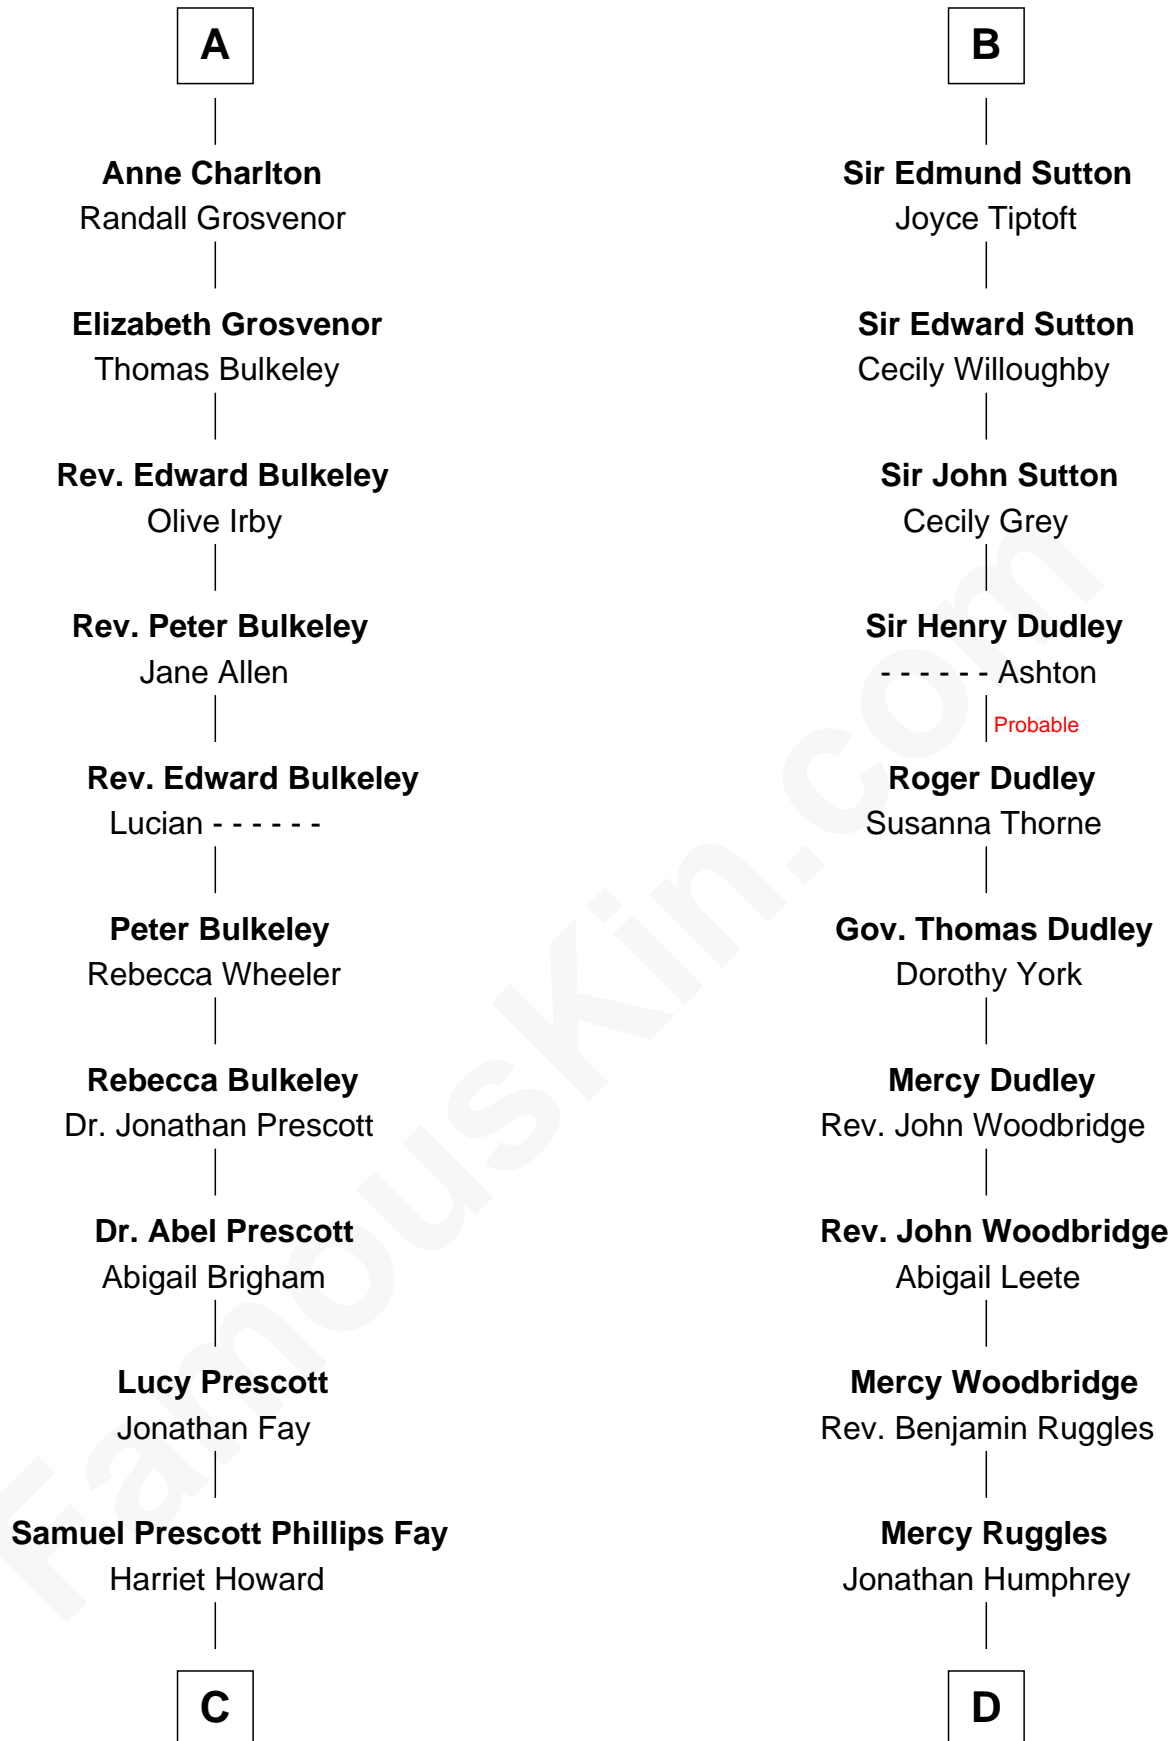 A
Anne Charlton
Randall Grosvenor
Elizabeth Grosvenor
Thomas Bulkeley
Rev. Edward Bulkeley
Olive Irby
Rev. Peter Bulkeley
Jane Allen
Rev. Edward Bulkeley
Lucian - - - - - -
Peter Bulkeley
Rebecca Wheeler
Rebecca Bulkeley
Dr. Jonathan Prescott
Dr. Abel Prescott
Abigail Brigham
Lucy Prescott
Jonathan Fay
Samuel Prescott Phillips Fay
Harriet Howard
C
B
Sir Edmund Sutton
Joyce Tiptoft
Sir Edward Sutton
Cecily Willoughby
Sir John Sutton
Cecily Grey
Sir Henry Dudley
- - - - - - Ashton
Probable
Roger Dudley
Susanna Thorne
Gov. Thomas Dudley
Dorothy York
Mercy Dudley
Rev. John Woodbridge
Rev. John Woodbridge
Abigail Leete
Mercy Woodbridge
Rev. Benjamin Ruggles
Mercy Ruggles
Jonathan Humphrey
D
FamousKin.com